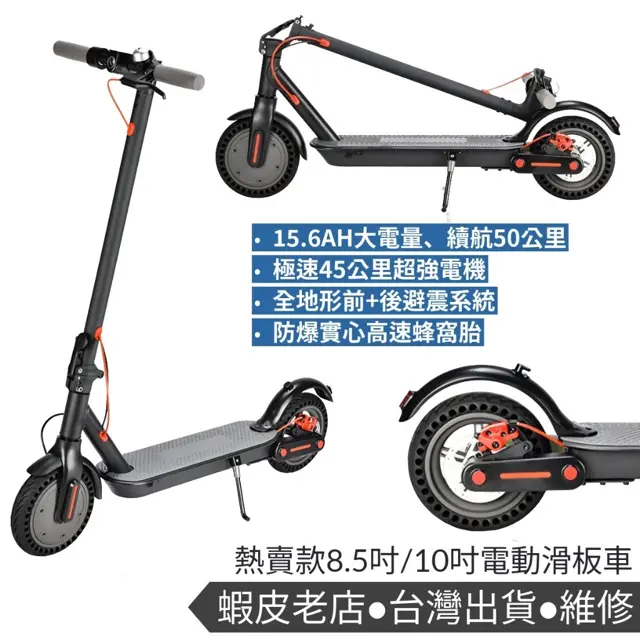 • 15.6AH大電量、續航50公里
• 極速45公里超強電機
• 全地形前+後避震系統
• 防爆實心高速蜂窩胎
熱賣款8.5吋/10吋電動滑板車
蝦皮老店●台灣出貨●維修